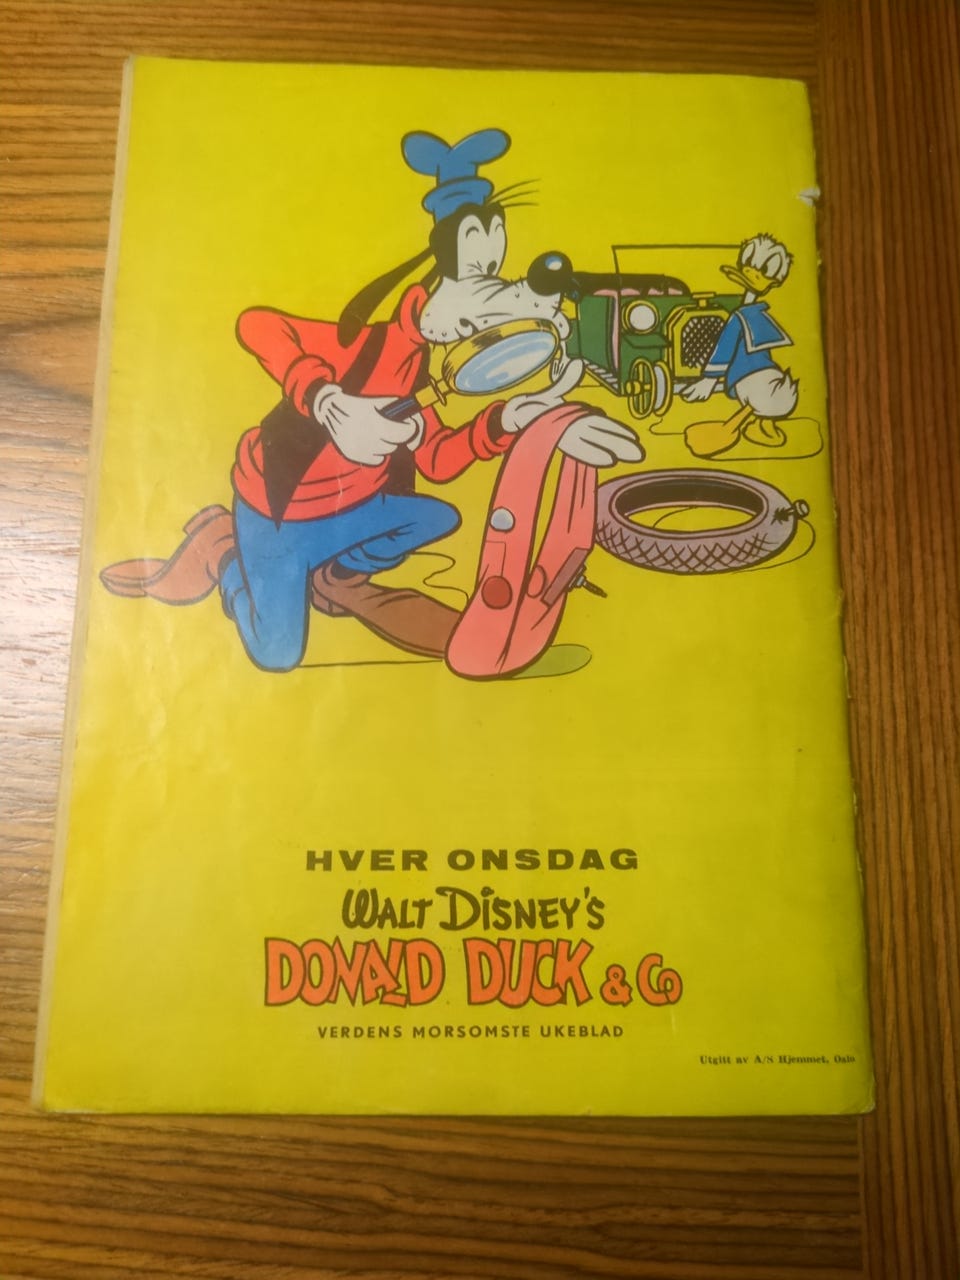 HVER ONSDAG
WALT DISNEY'S
DONALD DUCK & Co
VERDENS MORSOMSTE UKEBLAD
Utgitt av A/S Hjemmet, Oslo